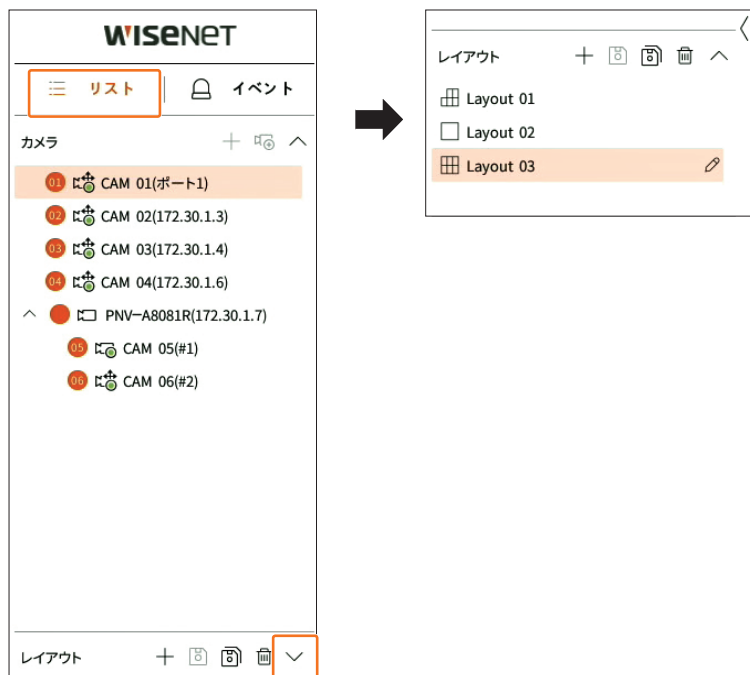 WISENET
リスト
イベント
カメラ
01 CAM 01(ポート1)
02 CAM 02(172.30.1.3)
03 CAM 03(172.30.1.4)
04 CAM 04(172.30.1.6)
PNV-A8081R(172.30.1.7)
05 CAM 05(#1)
06 CAM 06(#2)
レイアウト
レイアウト
Layout 01
Layout 02
Layout 03